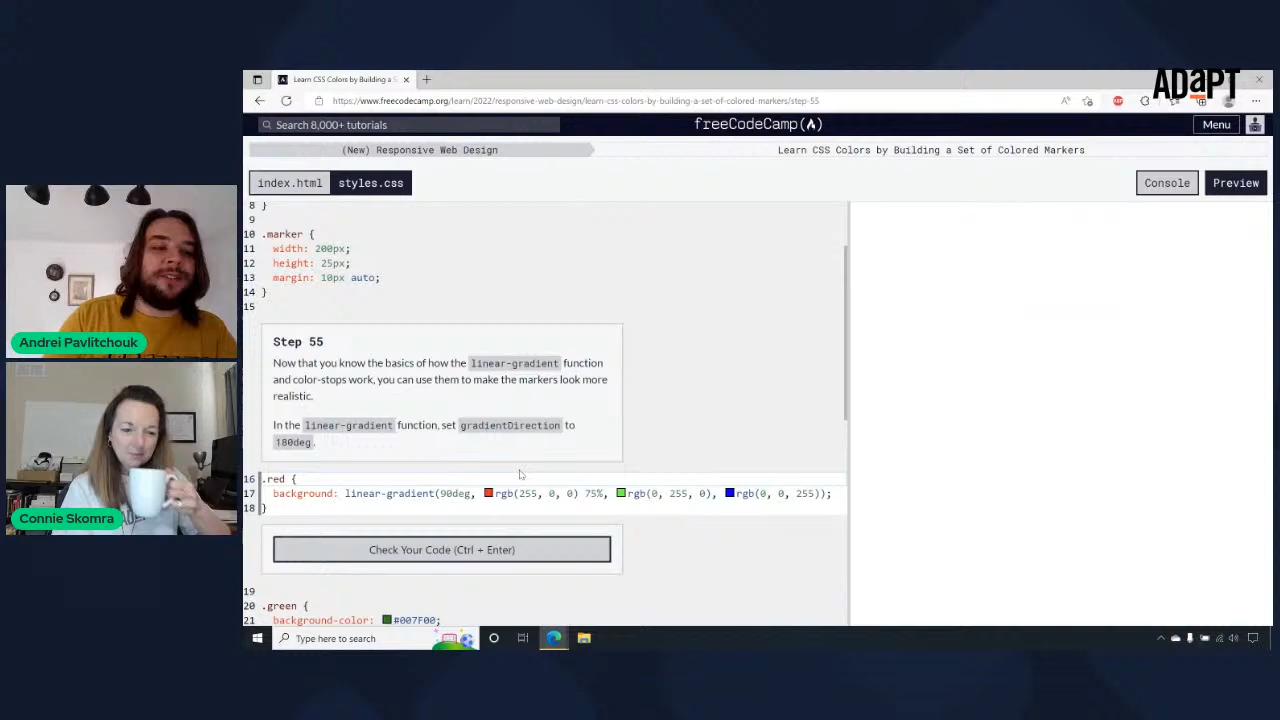 ADaPT
Learn CSS Colors by Building a S
https://www.freecodecamp.org/learn/2022/responsive-web-design/learn-css-colors-by-building-a-set-of-colored-markers/step-55
Search 8,000+ tutorials
freeCodeCamp
Menu
(New) Responsive Web Design
Learn CSS Colors by Building a Set of Colored Markers
index.html
styles.css
Console
Preview
8 }
9
10 .marker {
11 width: 200px;
12 height: 25px;
13 margin: 10px auto;
14 }
15
Step 55
Now that you know the basics of how the linear-gradient function
and color-stops work, you can use them to make the markers look more
realistic.
In the linear-gradient function, set gradientDirection to
180deg.
16 .red {
17 background: linear-gradient(90deg, rgb(255, 0, 0) 75%, rgb(0, 255, 0), rgb(0, 0, 255));
18 }
Check Your Code (Ctrl + Enter)
19
20 .green {
21 background-color: #007F00;
Type here to search
Andrei Pavlitchouk
Connie Skomra